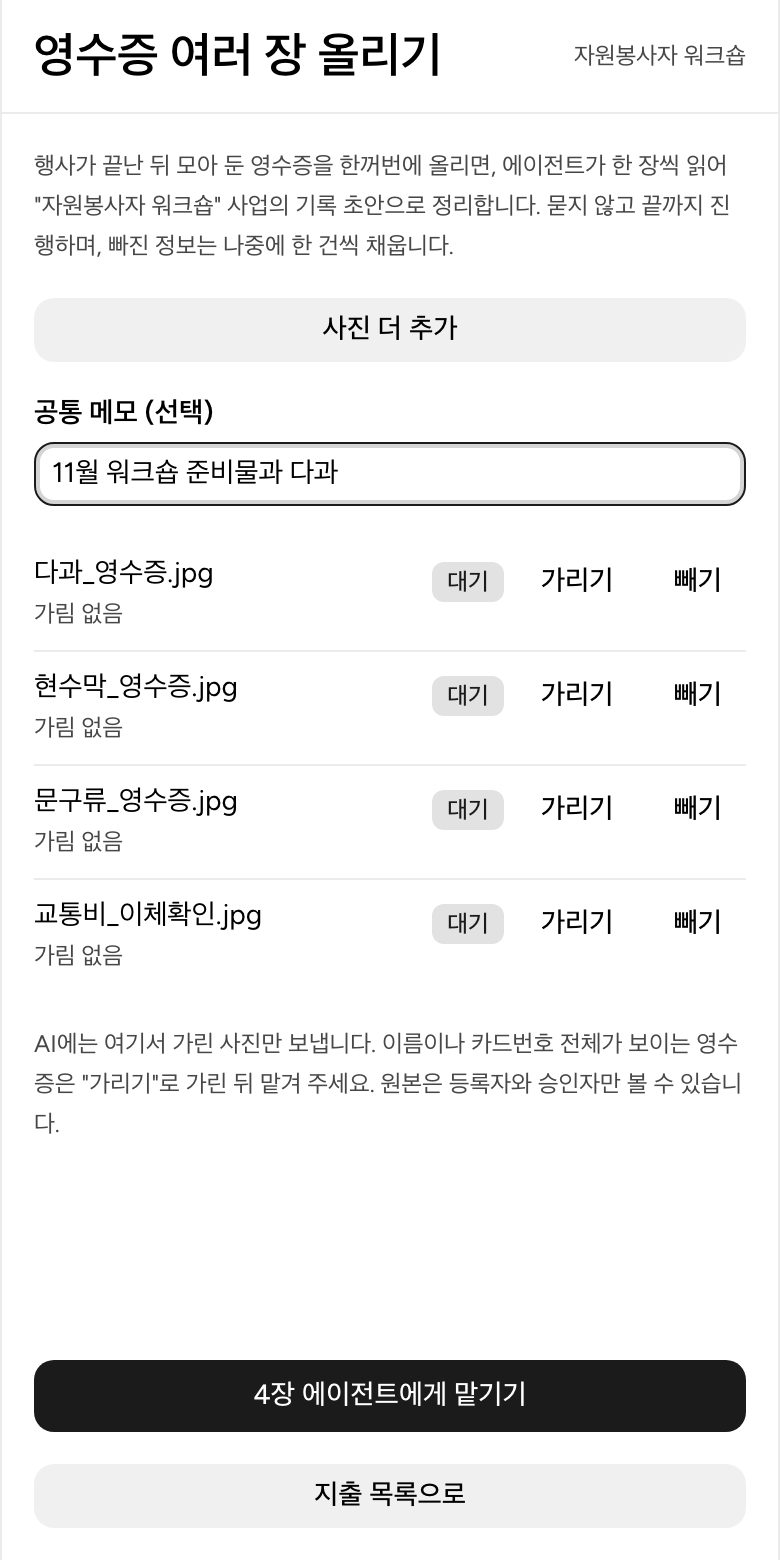 영수증 여러 장 올리기
자원봉사자 워크숍
행사가 끝난 뒤 모아 둔 영수증을 한꺼번에 올리면, 에이전트가 한 장씩 읽어
"자원봉사자 워크숍" 사업의 기록 초안으로 정리합니다. 묻지 않고 끝까지 진
행하며, 빠진 정보는 나중에 한 건씩 채웁니다.
사진 더 추가
공통 메모 (선택)
11월 워크숍 준비물과 다과
다과_영수증.jpg 대기 가리기 빼기
가림 없음
현수막_영수증.jpg 대기 가리기 빼기
가림 없음
문구류_영수증.jpg 대기 가리기 빼기
가림 없음
교통비_이체확인.jpg 대기 가리기 빼기
가림 없음
AI에는 여기서 가린 사진만 보냅니다. 이름이나 카드번호 전체가 보이는 영수
증은 "가리기"로 가린 뒤 맡겨 주세요. 원본은 등록자와 승인자만 볼 수 있습니
다.
4장 에이전트에게 맡기기
지출 목록으로